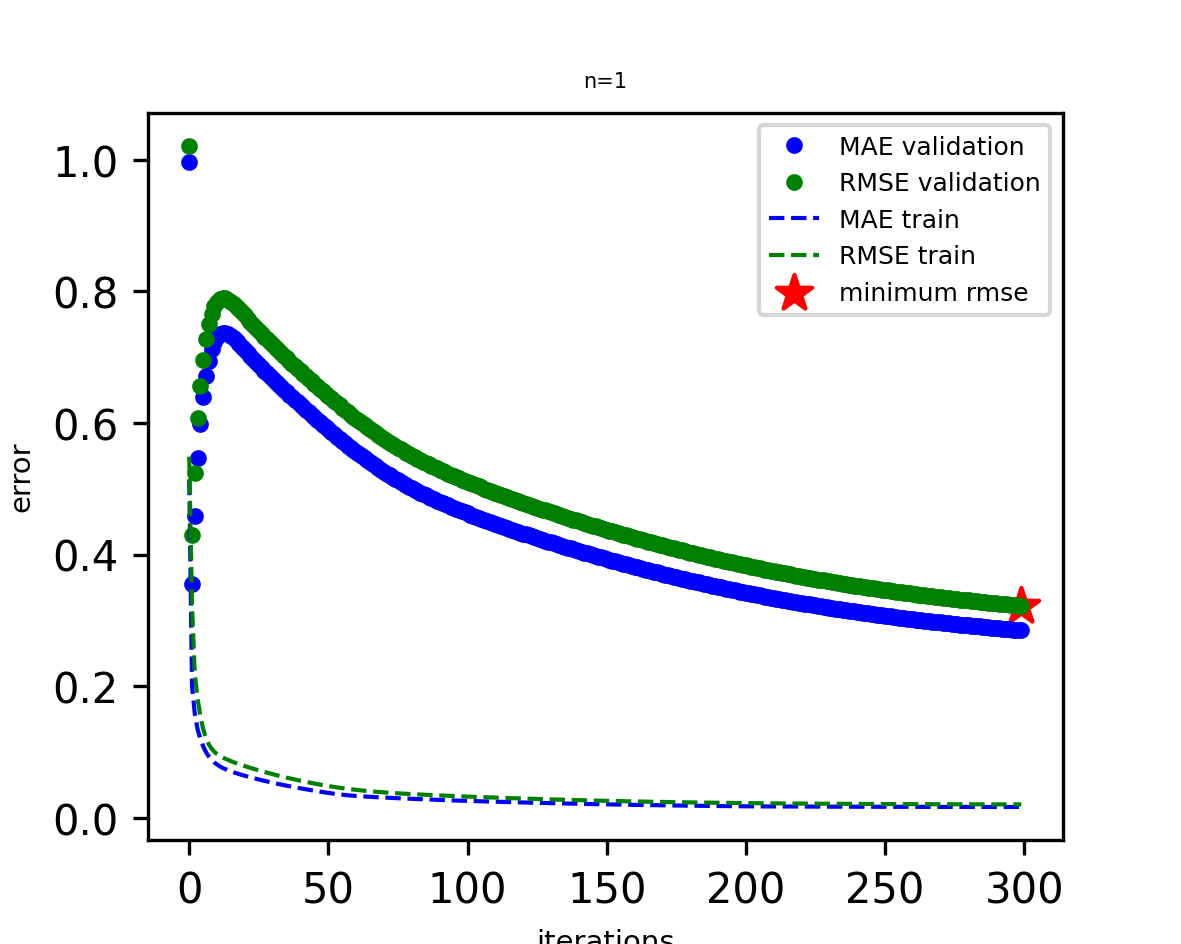 n=1
1.0
0.8
0.6
0.4
0.2
0.0
error
MAE validation
RMSE validation
MAE train
RMSE train
minimum rmse
0 50 100 150 200 250 300
iterations